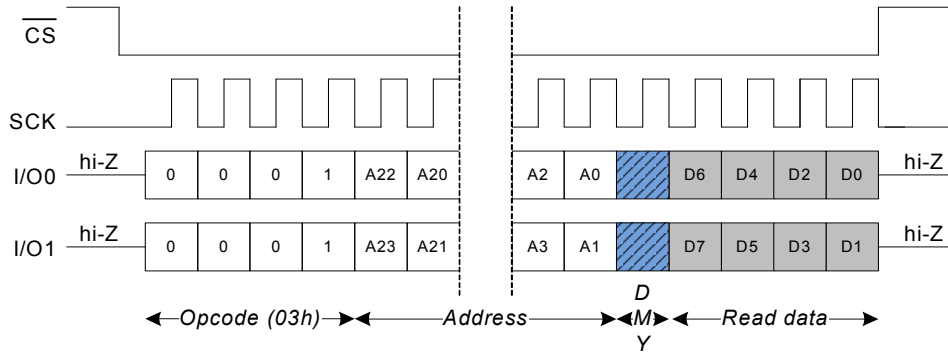 CS
SCK
I/O0 hi-Z 0 0 0 1 A22 A20 A2 A0 D6 D4 D2 D0 hi-Z
I/O1 hi-Z 0 0 0 1 A23 A21 A3 A1 D7 D5 D3 D1 hi-Z
Opcode (03h) Address D M Y Read data